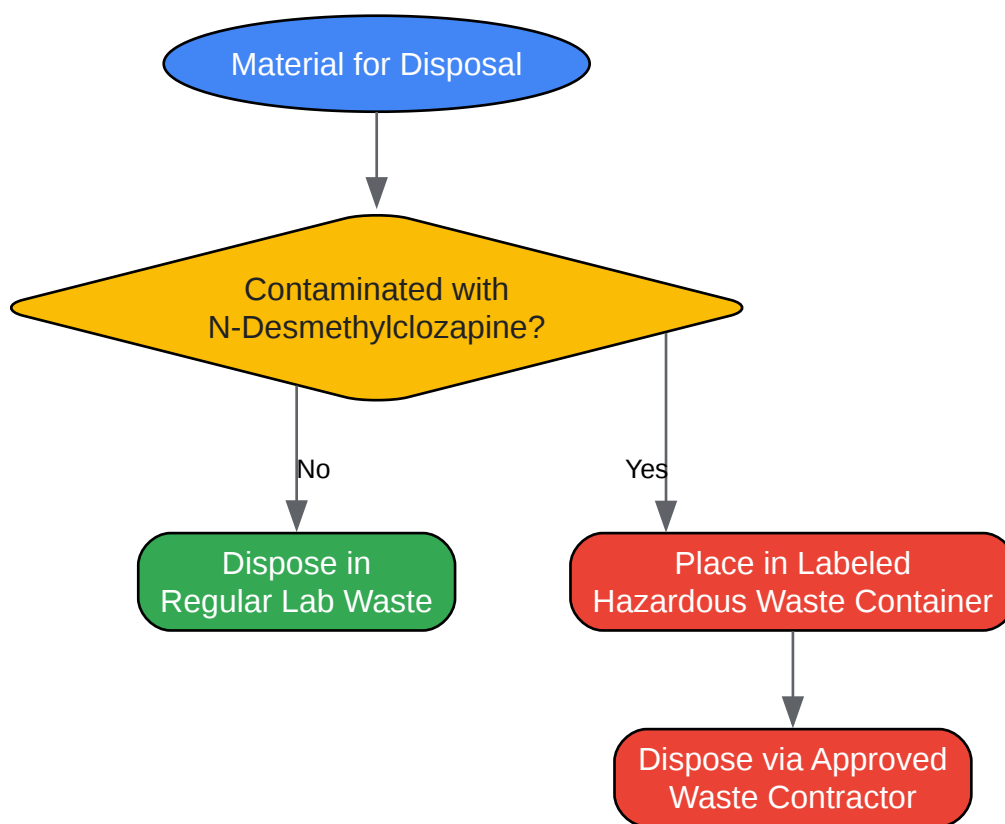 Material for Disposal
Contaminated with
N-Desmethylclozapine?
No
Yes
Dispose in
Regular Lab Waste
Place in Labeled
Hazardous Waste Container
Dispose via Approved
Waste Contractor